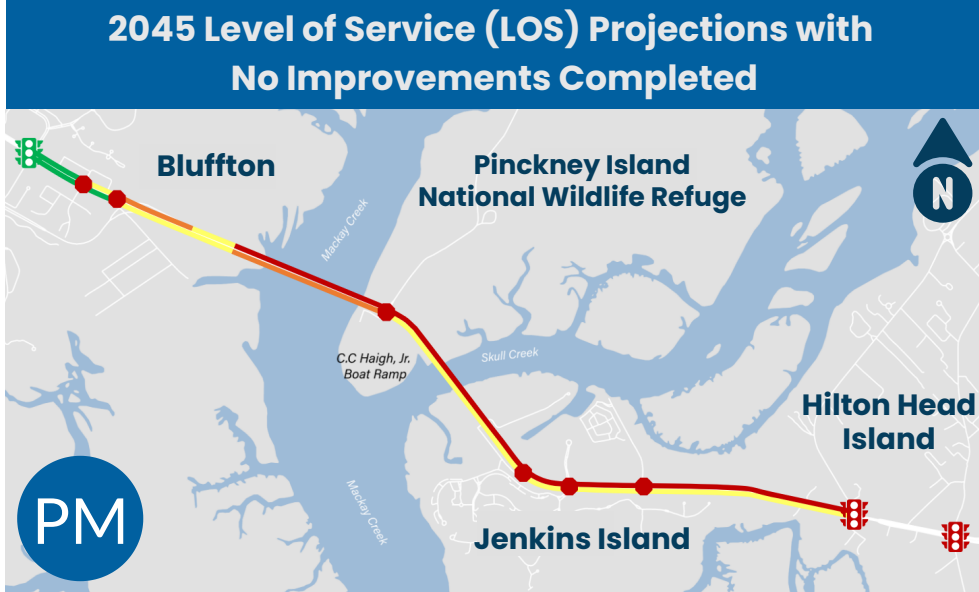 2045 Level of Service (LOS) Projections with
No Improvements Completed
Bluffton
Pinckney Island
National Wildlife Refuge
N
Mackay Creek
C.C Haigh, Jr.
Boat Ramp
Skull Creek
Hilton Head
Island
PM
Mackay Creek
Jenkins Island